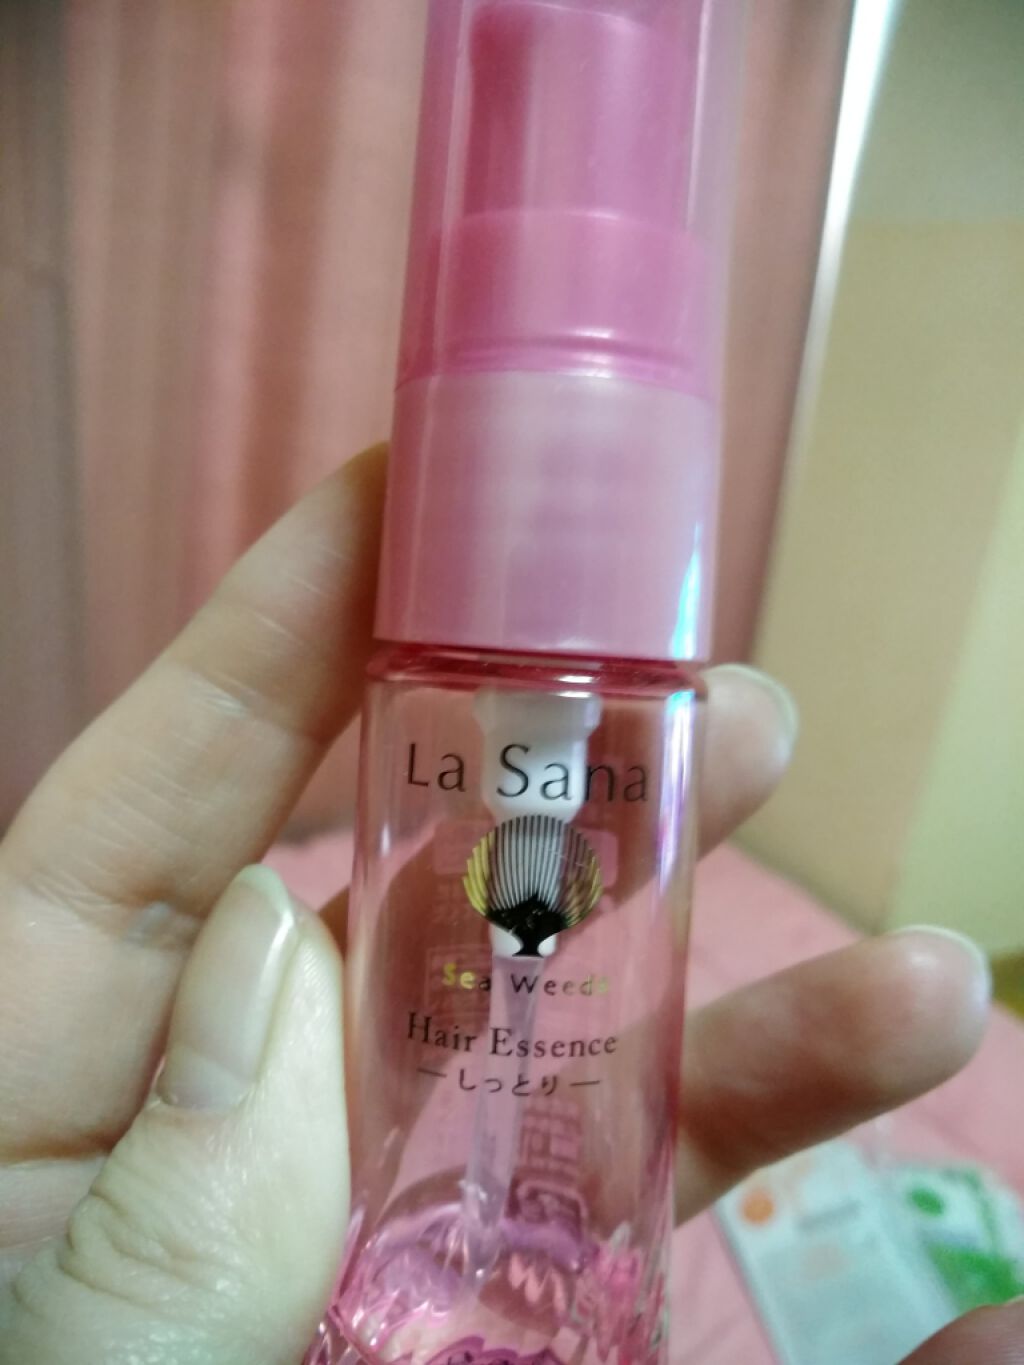 La Sana
Sea Weeds
Hair Essence
—しっとり—